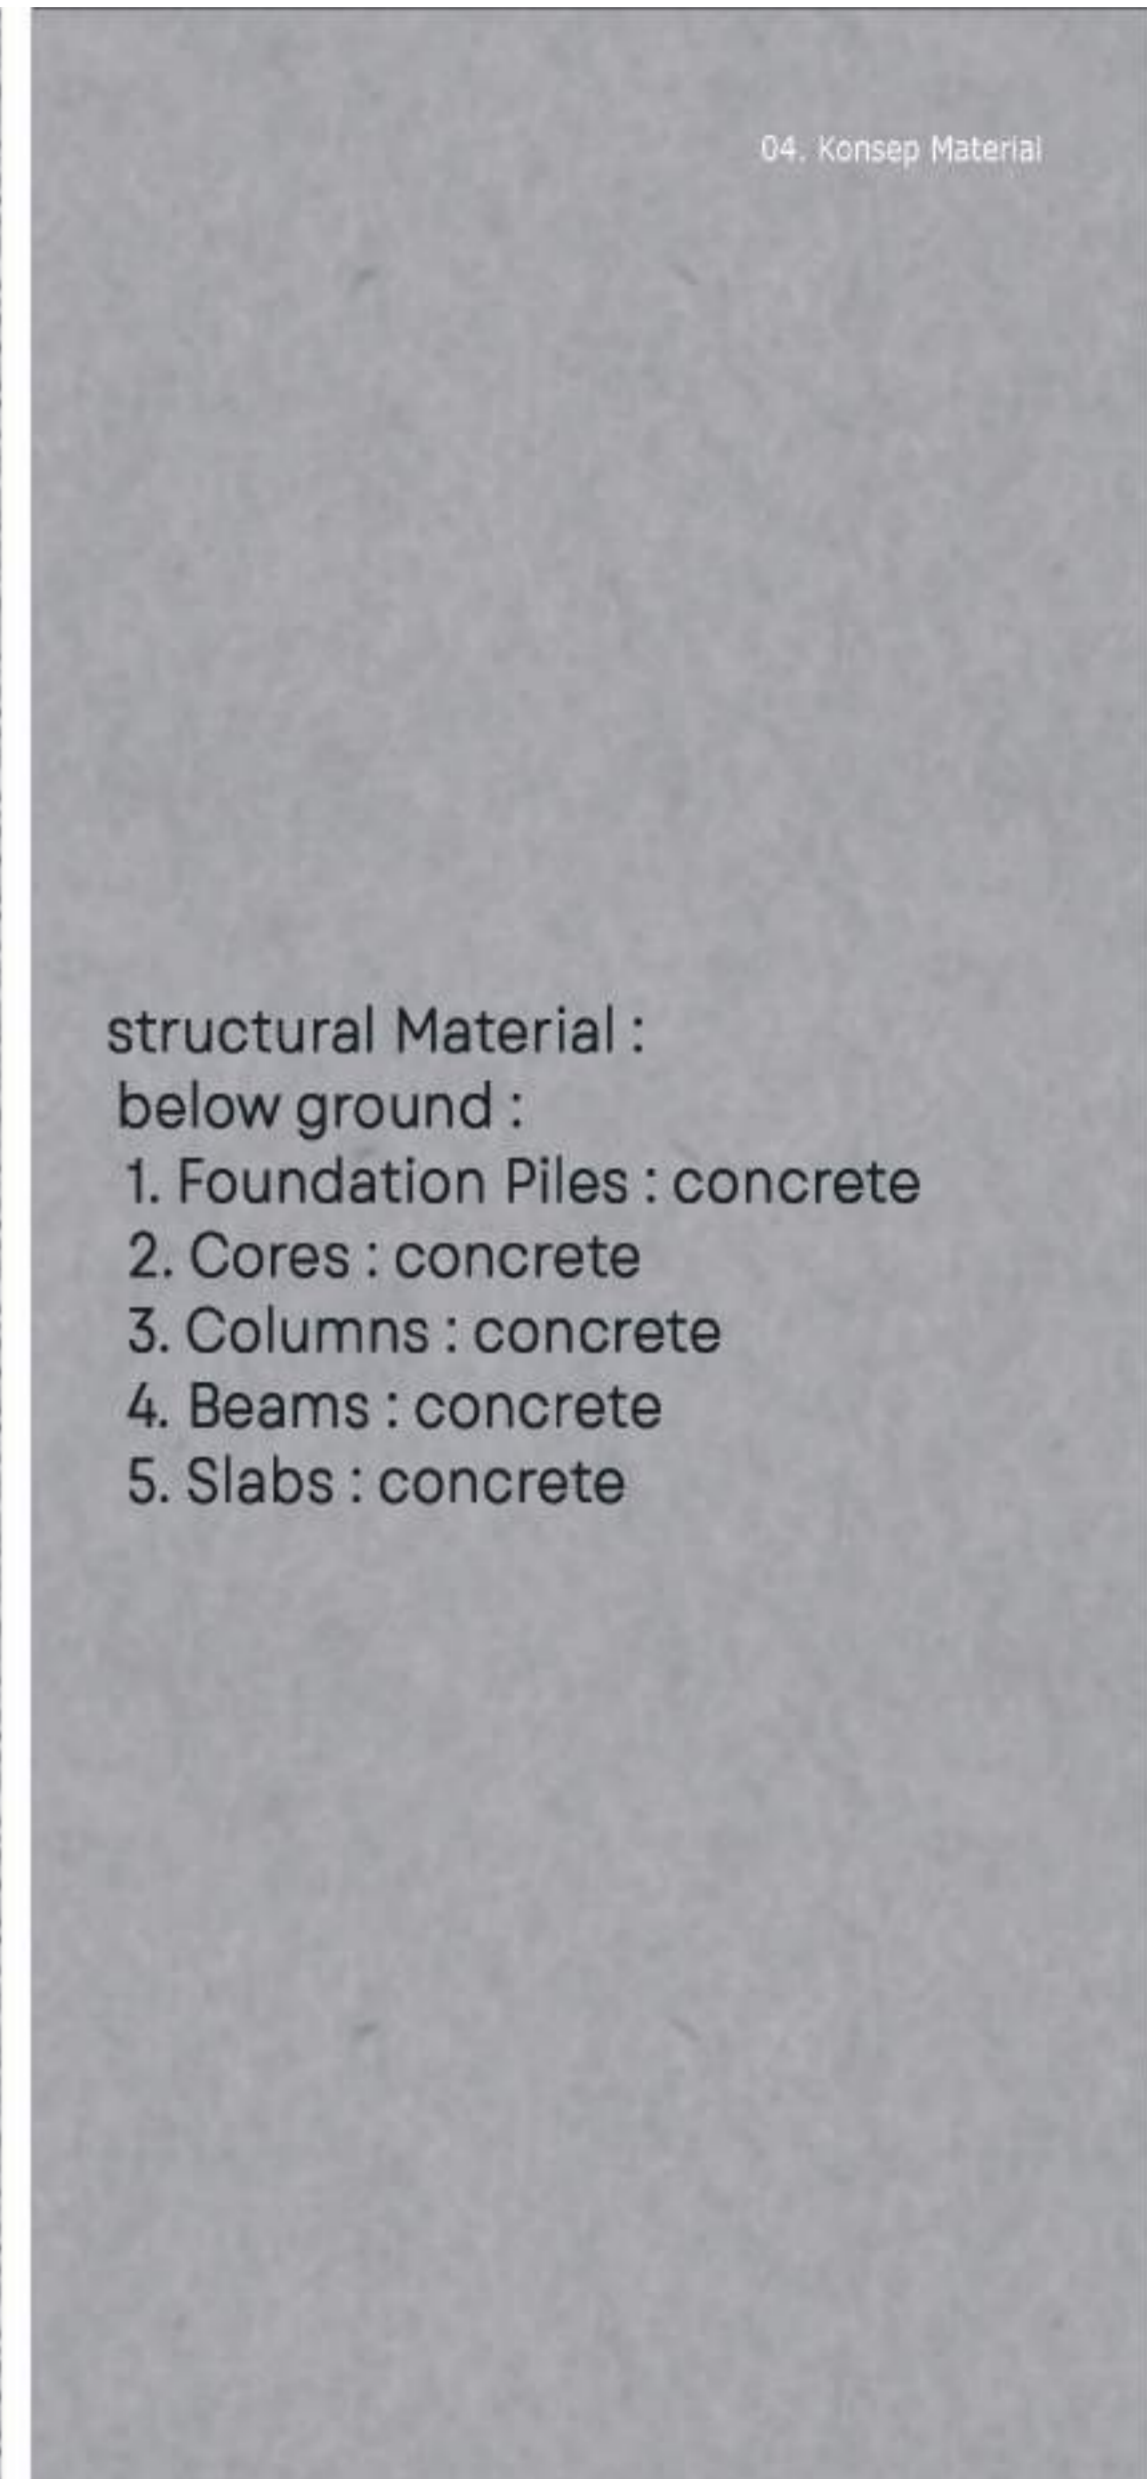 04. Konsep Material
structural Material :
below ground :
1. Foundation Piles : concrete
2. Cores : concrete
3. Columns : concrete
4. Beams : concrete
5. Slabs : concrete